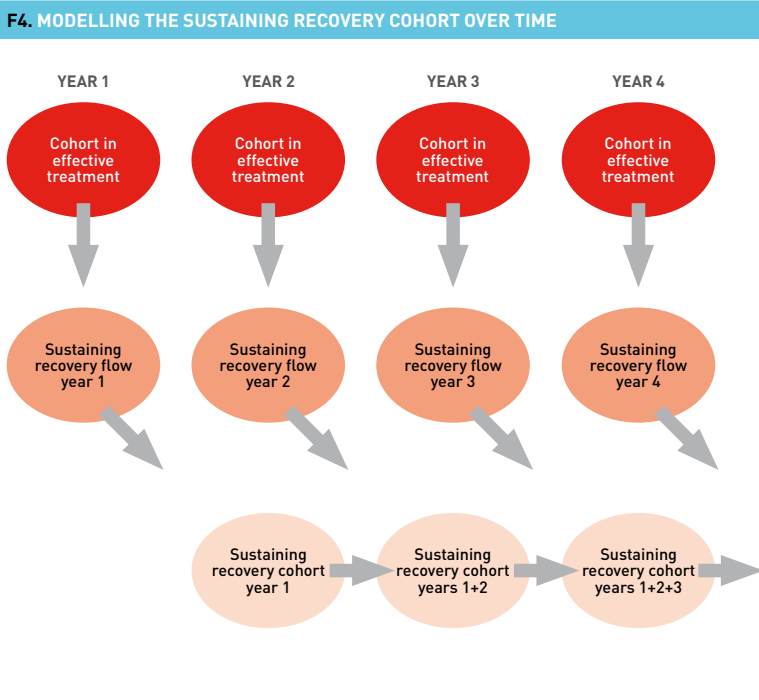 F4. MODELLING THE SUSTAINING RECOVERY COHORT OVER TIME
YEAR 1
YEAR 2
YEAR 3
YEAR 4
Cohort in
effective
treatment
Cohort in
effective
treatment
Cohort in
effective
treatment
Cohort in
effective
treatment
Sustaining
recovery flow
year 1
Sustaining
recovery flow
year 2
Sustaining
recovery flow
year 3
Sustaining
recovery flow
year 4
Sustaining
recovery cohort
year 1
Sustaining
recovery cohort
years 1+2
Sustaining
recovery cohort
years 1+2+3